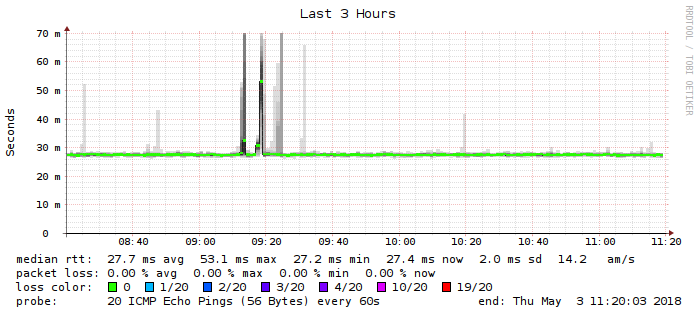 Last 3 Hours
RRDTOOL / TOBI OETIKER
Seconds
70 m
60 m
50 m
40 m
30 m
20 m
10 m
0
08:40 09:00 09:20 09:40 10:00 10:20 10:40 11:00 11:20
median rtt: 27.7 ms avg 53.1 ms max 27.2 ms min 27.4 ms now 2.0 ms sd 14.2 am/s
packet loss: 0.00 % avg 0.00 % max 0.00 % min 0.00 % now
loss color: 0 1/20 2/20 3/20 4/20 10/20 19/20
probe: 20 ICMP Echo Pings (56 Bytes) every 60s end: Thu May 3 11:20:03 2018